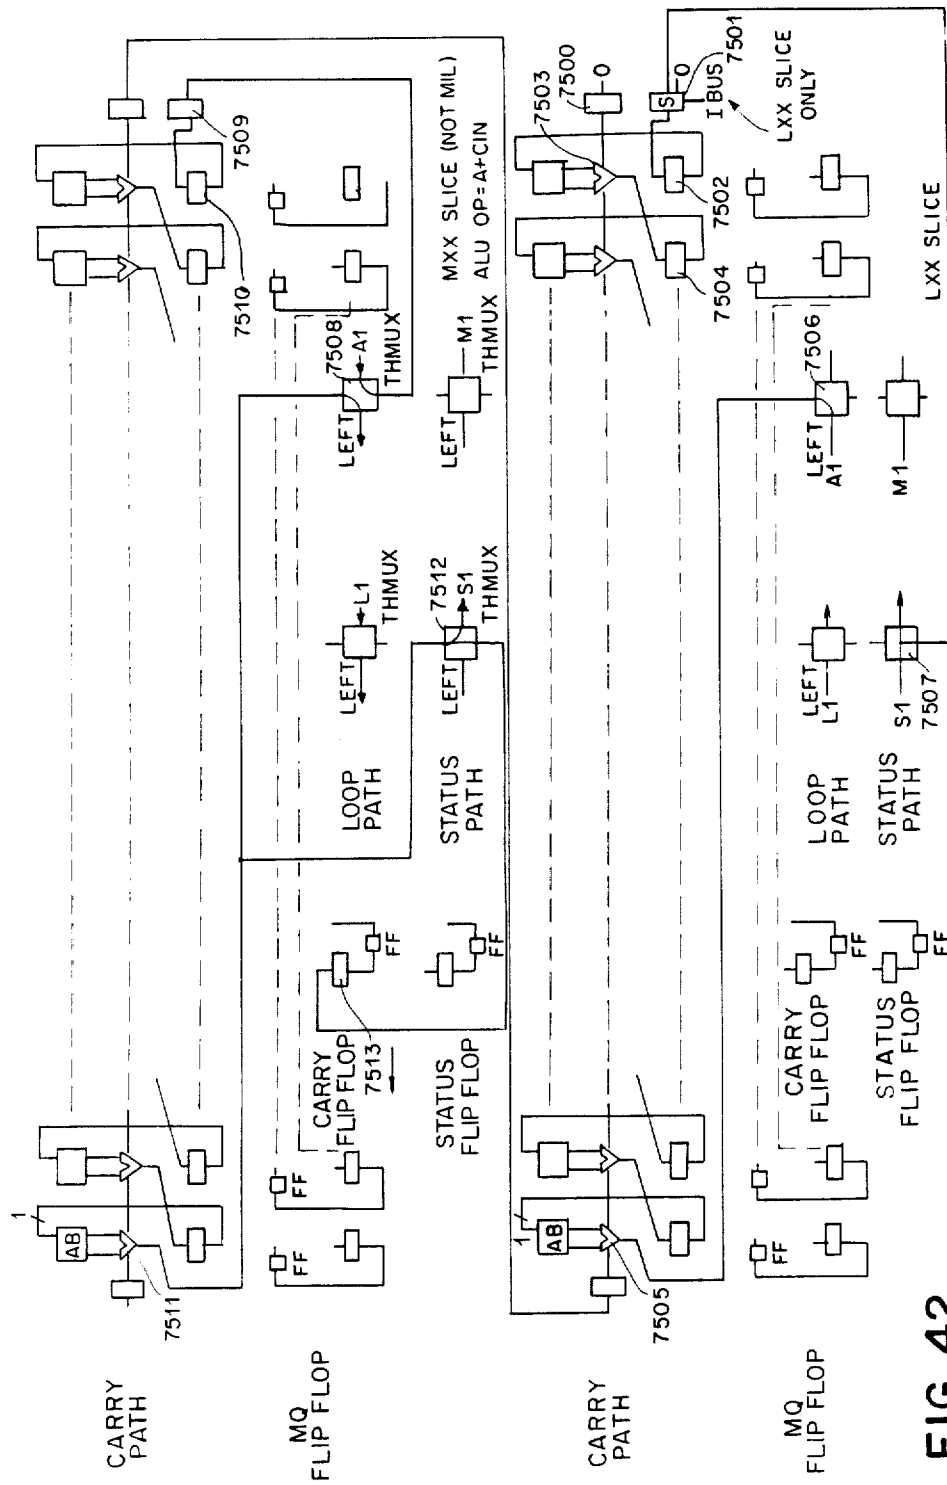 CARRY
PATH
1
AB
7511
7510
7509
MQ
FLIP FLOP
FF
FF
CARRY
FLIP FLOP
7513
FF
LOOP
PATH
LEFT
L1
THMUX
7508
LEFT
A1
THMUX
MXX SLICE (NOT MIL)
ALU OP=A+CIN
STATUS
FLIP FLOP
FF
STATUS
PATH
LEFT
7512
S1
THMUX
LEFT
M1
THMUX
CARRY
PATH
1
AB
7505
7503
7500
0
7504
7502
S
0
I BUS
7501
LXX SLICE
ONLY
MQ
FLIP FLOP
FF
FF
CARRY
FLIP FLOP
FF
LOOP
PATH
LEFT
L1
LEFT
A1
7506
STATUS
FLIP FLOP
FF
STATUS
PATH
S1
7507
M1
LXX SLICE
FIG. 42